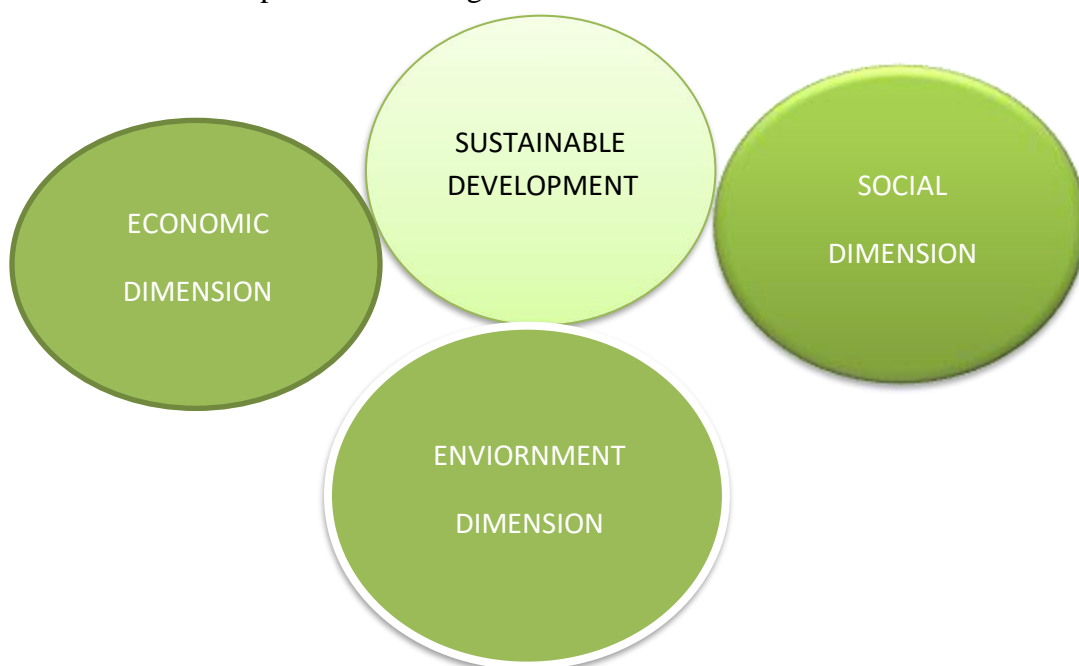 SUSTAINABLE
DEVELOPMENT
ECONOMIC
DIMENSION
SOCIAL
DIMENSION
ENVIORNMENT
DIMENSION